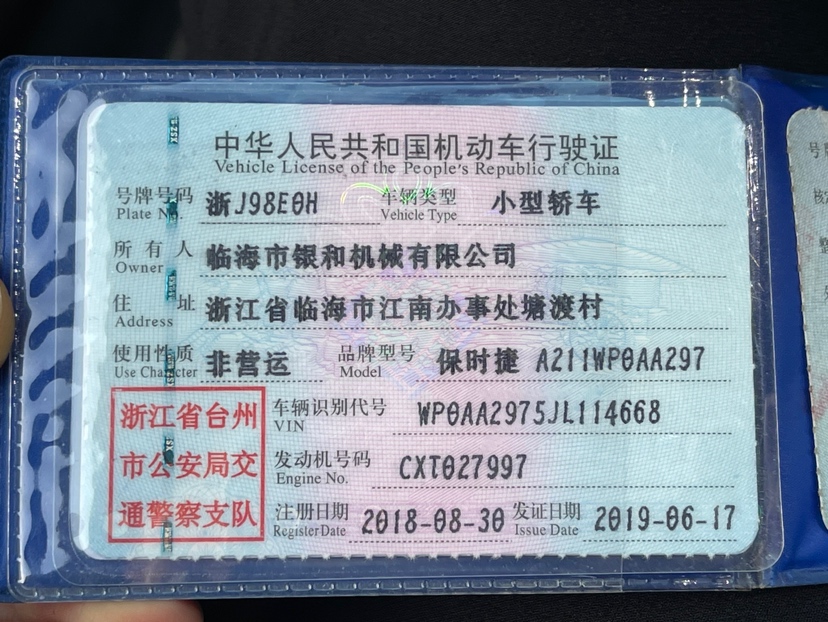 中华人民共和国机动车行驶证
Vehicle License of the People's Republic of China
号牌号码 浙J98E0H 车辆类型 小型轿车
Plate No. Vehicle Type
所有人 临海市银和机械有限公司
Owner
住址 浙江省临海市江南办事处塘渡村
Address
使用性质 非营运 品牌型号 保时捷 A211WP0AA297
Use Character Model
浙江省台州
市公安局交
通警察支队
车辆识别代号 WP0AA2975JL114668
VIN
发动机号码 CXT027997
Engine No.
注册日期 2018-08-30 发证日期 2019-06-17
Register Date Issue Date
号牌